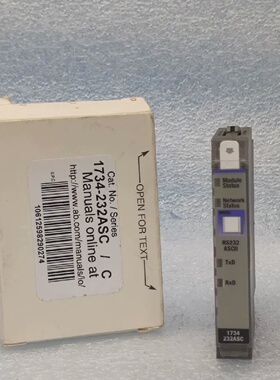 Cat. No. / Series
1734-232ASC / C
Manuals online at
http://www.ab.com/manuals/io/
10612598290274
OPEN FOR TEXT
Module
Status
Network
Status
RS232
ASCII
TxD
RxD
1734
232ASC